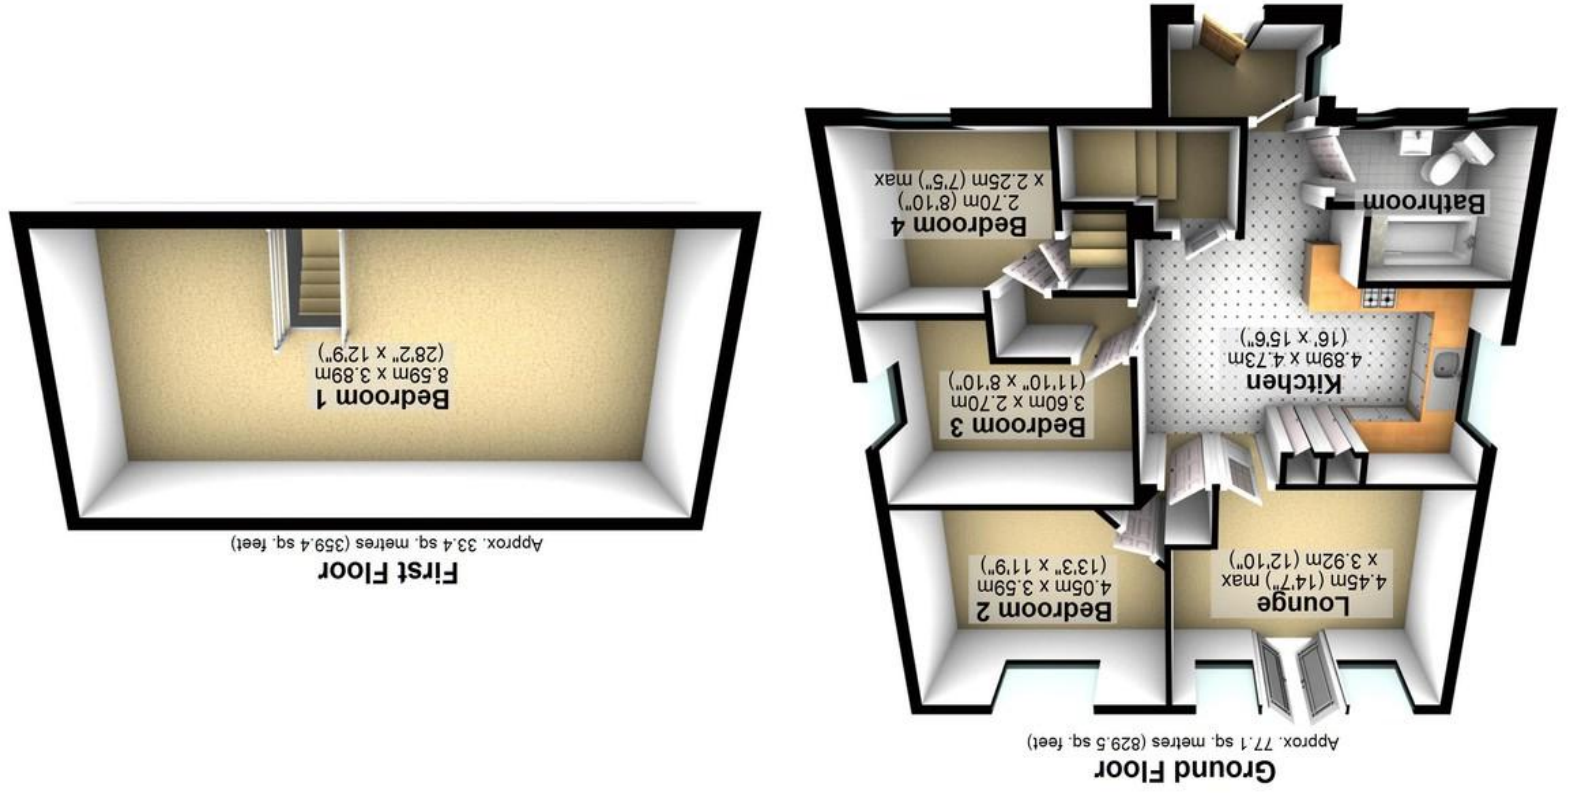 Ground Floor
Approx. 77.1 sq. metres (829.5 sq. feet)
Lounge
4.45m (14'7") max
x 3.92m (12'10")
Bedroom 2
4.05m x 3.59m
(13'3" x 11'9")
Kitchen
4.89m x 4.73m
(16' x 15'6")
Bedroom 3
3.60m x 2.70m
(11'10" x 8'10")
Bathroom
Bedroom 4
2.70m (8'10")
x 2.25m (7'5") max
First Floor
Approx. 33.4 sq. metres (359.4 sq. feet)
Bedroom 1
8.59m x 3.89m
(28'2" x 12'9")